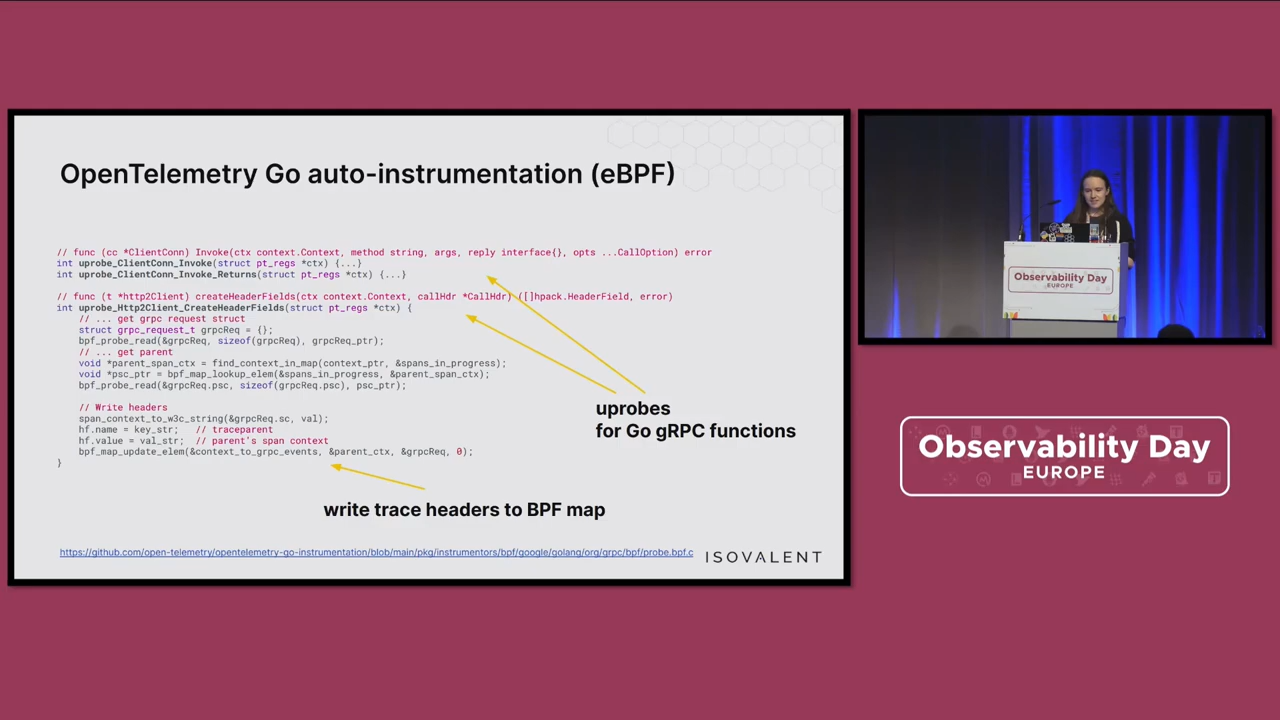 OpenTelemetry Go auto-instrumentation (eBPF)
// func (cc *ClientConn) Invoke(ctx context.Context, method string, args, reply interface{}, opts ...CallOption) error
int uprobe_ClientConn_Invoke(struct pt_regs *ctx) {...}
int uprobe_ClientConn_Invoke_Returns(struct pt_regs *ctx) {...}
// func (t *http2Client) createHeaderFields(ctx context.Context, callHdr *CallHdr) ([]hpack.HeaderField, error)
int uprobe_Http2Client_CreateHeaderFields(struct pt_regs *ctx) {
// ... get grpc request struct
struct grpc_request_t grpcReq = {};
bpf_probe_read(&grpcReq, sizeof(grpcReq), grpcReq_ptr);
// ... get parent
void *parent_span_ctx = find_context_in_map(context_ptr, &spans_in_progress);
void *psc_ptr = bpf_map_lookup_elem(&spans_in_progress, &parent_span_ctx);
bpf_probe_read(&grpcReq.psc, sizeof(grpcReq.psc), psc_ptr);
// Write headers
span_context_to_w3c_string(&grpcReq.sc, val);
hf.name = key_str; // traceparent
hf.value = val_str; // parent's span context
bpf_map_update_elem(&context_to_grpc_events, &parent_ctx, &grpcReq, 0);
}
uprobes
for Go gRPC functions
write trace headers to BPF map
https://github.com/open-telemetry/opentelemetry-go-instrumentation/blob/main/pkg/instrumentors/bpf/google/golang/org/grpc/bpf/probe.bpf.c
ISOVALENT
Observability Day
EUROPE
Observability Day
EUROPE